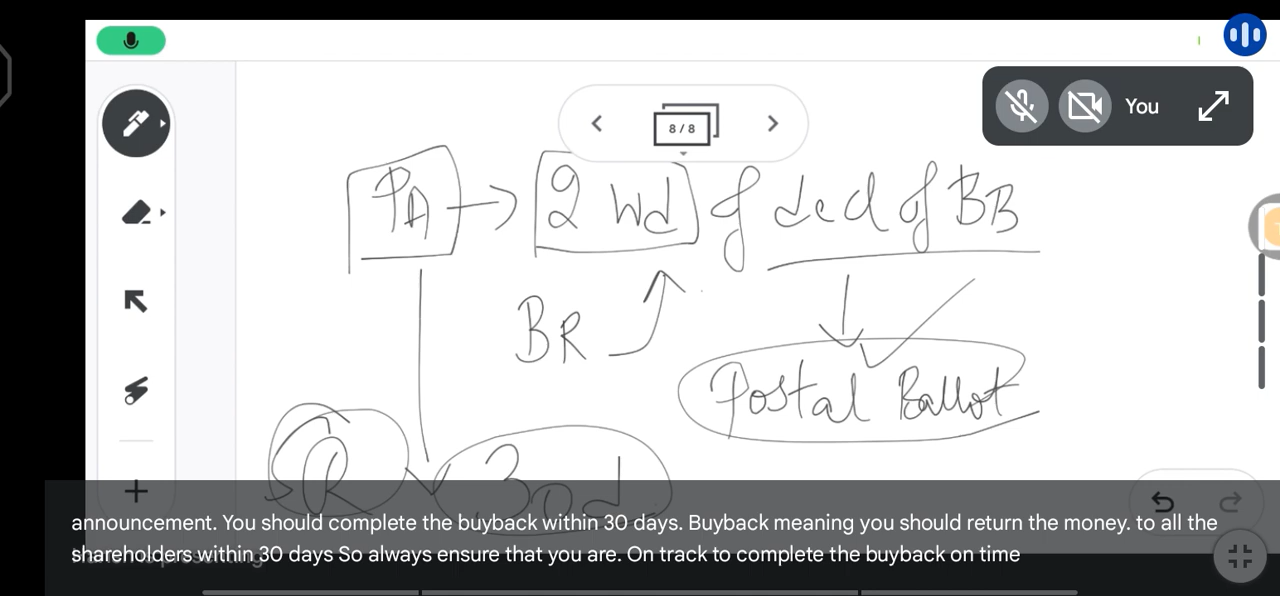 You
8/8
PA → 2 Wd of ded of BB
BR
Postal Ballot
SR 30d
announcement. You should complete the buyback within 30 days. Buyback meaning you should return the money. to all the
shareholders within 30 days So always ensure that you are. On track to complete the buyback on time